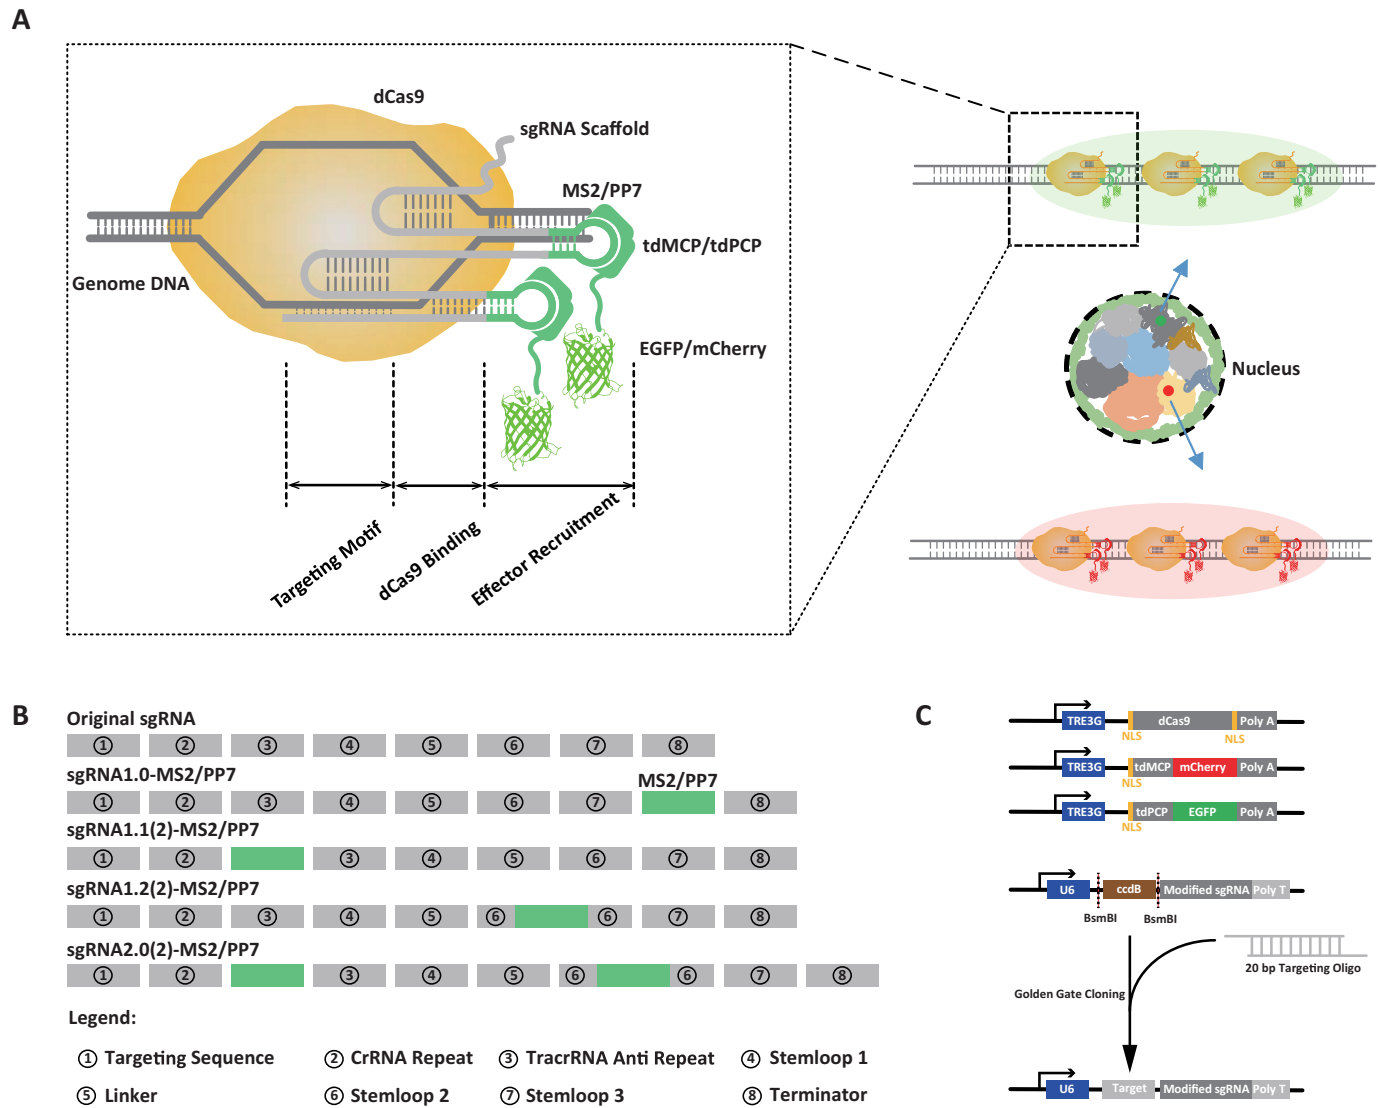 A
dCas9
sgRNA Scaffold
MS2/PP7
tdMCP/tdPCP
Genome DNA
EGFP/mCherry
Targeting Motif
dCas9 Binding
Effector Recruitment
Nucleus
B
Original sgRNA
1 2 3 4 5 6 7 8
sgRNA1.0-MS2/PP7
MS2/PP7
1 2 3 4 5 6 7 8
sgRNA1.1(2)-MS2/PP7
1 2 3 4 5 6 7 8
sgRNA1.2(2)-MS2/PP7
1 2 3 4 5 6 6 7 8
sgRNA2.0(2)-MS2/PP7
1 2 3 4 5 6 6 7 8
Legend:
1 Targeting Sequence 2 CrRNA Repeat 3 TracrRNA Anti Repeat 4 Stemloop 1
5 Linker 6 Stemloop 2 7 Stemloop 3 8 Terminator
C
TRE3G dCas9 Poly A
NLS NLS
TRE3G tdMCP mCherry Poly A
NLS
TRE3G tdPCP EGFP Poly A
NLS
U6 ccdB Modified sgRNA Poly T
BsmBI BsmBI
20 bp Targeting Oligo
Golden Gate Cloning
U6 Target Modified sgRNA Poly T